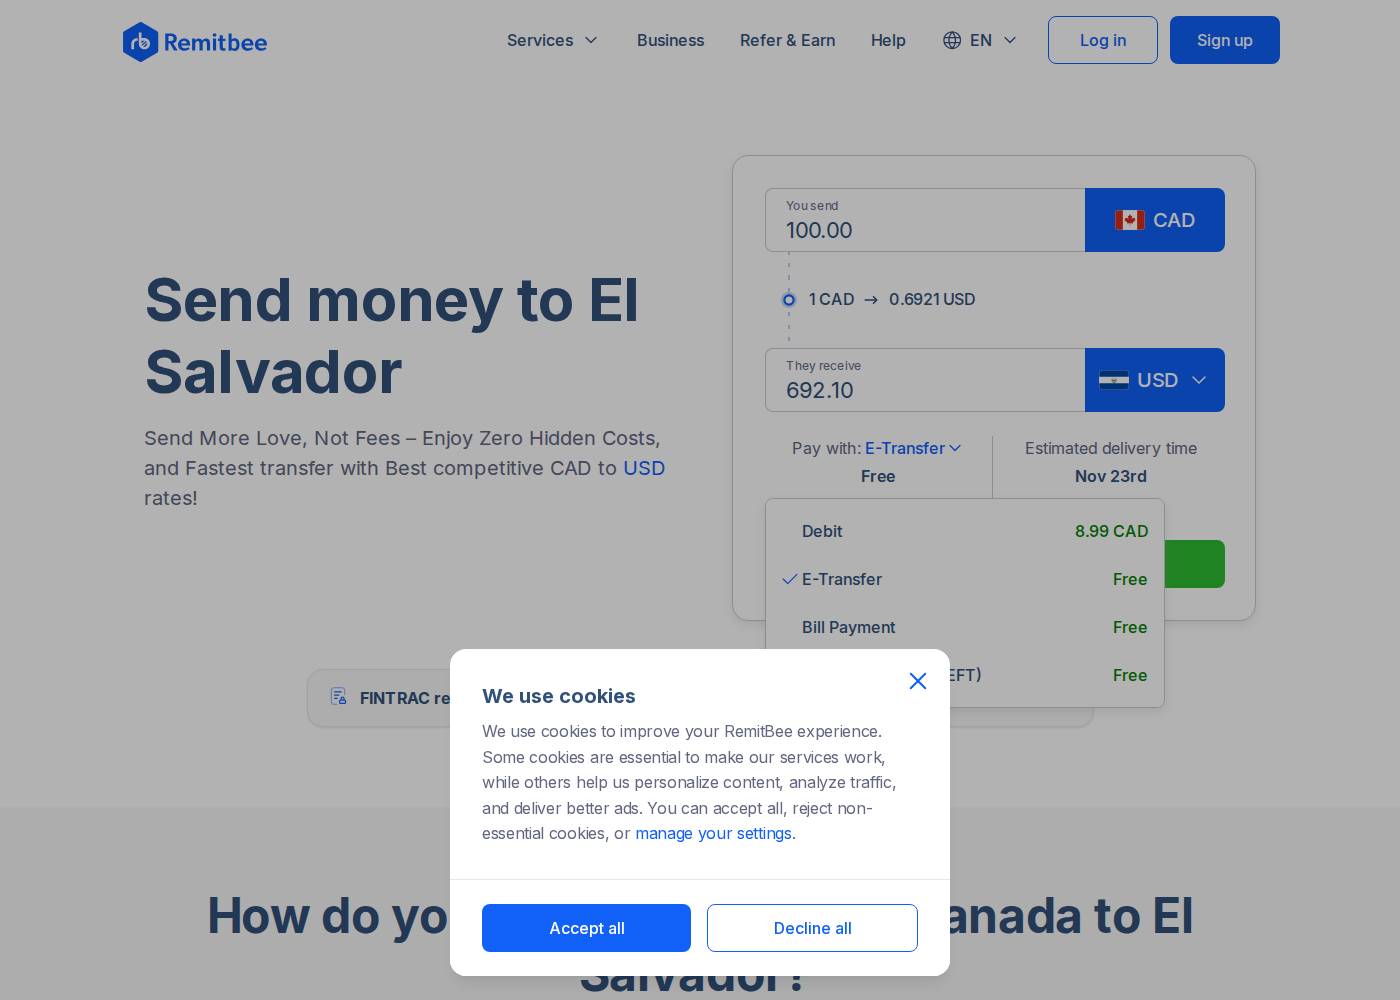 Remitbee
Services
Business
Refer & Earn
Help
EN
Log in
Sign up
Send money to El
Salvador
Send More Love, Not Fees – Enjoy Zero Hidden Costs,
and Fastest transfer with Best competitive CAD to USD
rates!
You send
100.00
CAD
1 CAD → 0.6921 USD
They receive
692.10
USD
Pay with: E-Transfer
Free
Estimated delivery time
Nov 23rd
Debit 8.99 CAD
E-Transfer Free
Bill Payment Free
EFT) Free
FINTRAC re
We use cookies
We use cookies to improve your RemitBee experience.
Some cookies are essential to make our services work,
while others help us personalize content, analyze traffic,
and deliver better ads. You can accept all, reject non-
essential cookies, or manage your settings.
Accept all
Decline all
How do yo anada to El
Salvador?